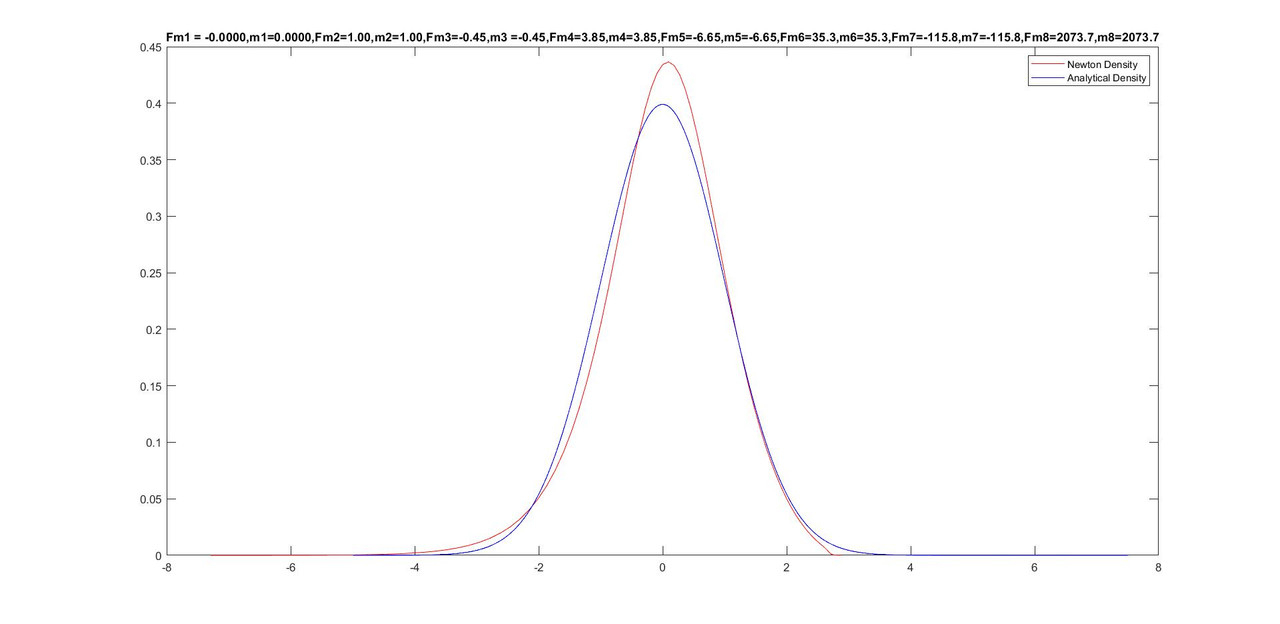 Fm1 = -0.0000,m1=0.0000,Fm2=1.00,m2=1.00,Fm3=-0.45,m3 =-0.45,Fm4=3.85,m4=3.85,Fm5=-6.65,m5=-6.65,Fm6=35.3,m6=35.3,Fm7=-115.8,m7=-115.8,Fm8=2073.7,m8=2073.7
0.45
Newton Density
Analytical Density
0.4
0.35
0.3
0.25
0.2
0.15
0.1
0.05
0
-8 -6 -4 -2 0 2 4 6 8